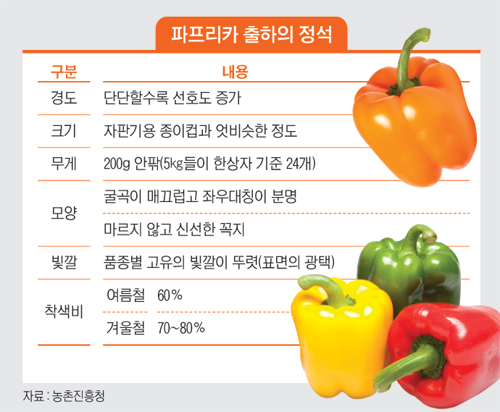 파프리카 출하의 정석
구분 내용
경도 단단할수록 선호도 증가
크기 자판기용 종이컵과 엇비슷한 정도
무게 200g 안팎(5㎏들이 한상자 기준 24개)
모양 굴곡이 매끄럽고 좌우대칭이 분명
마르지 않고 신선한 꼭지
빛깔 품종별 고유의 빛깔이 뚜렷(표면의 광택)
착색비 여름철 60%
겨울철 70~80%
자료 : 농촌진흥청